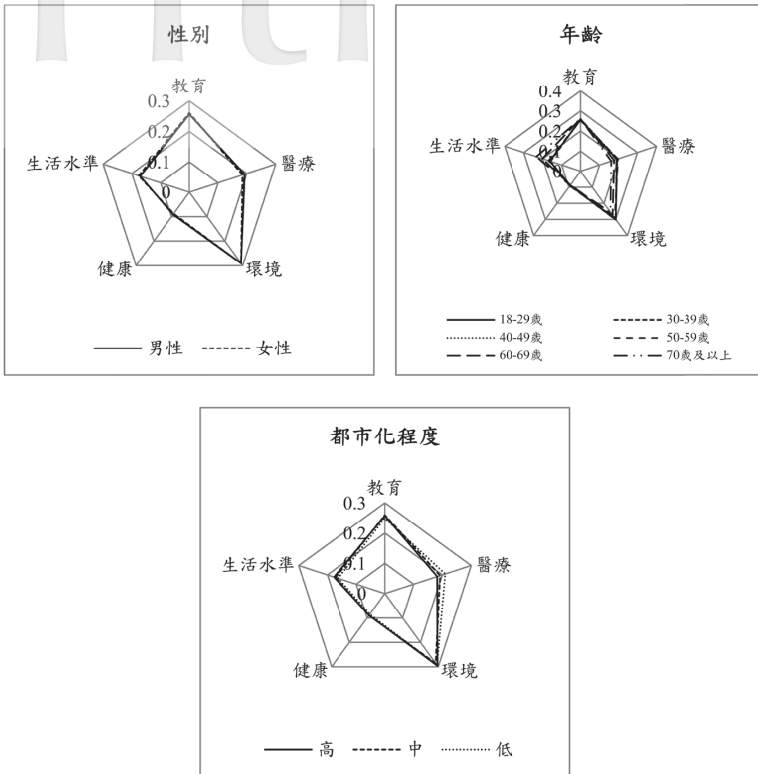 性別
教育
0.3
0.2
0.1
0
生活水準
醫療
健康
環境
男性 女性
年齡
教育
0.4
0.3
0.2
0
生活水準
醫療
健康
環境
18-29歲 30-39歲
40-49歲 50-59歲
60-69歲 70歲及以上
都市化程度
教育
0.3
0.2
0.1
0
生活水準
醫療
健康
環境
高 中 低